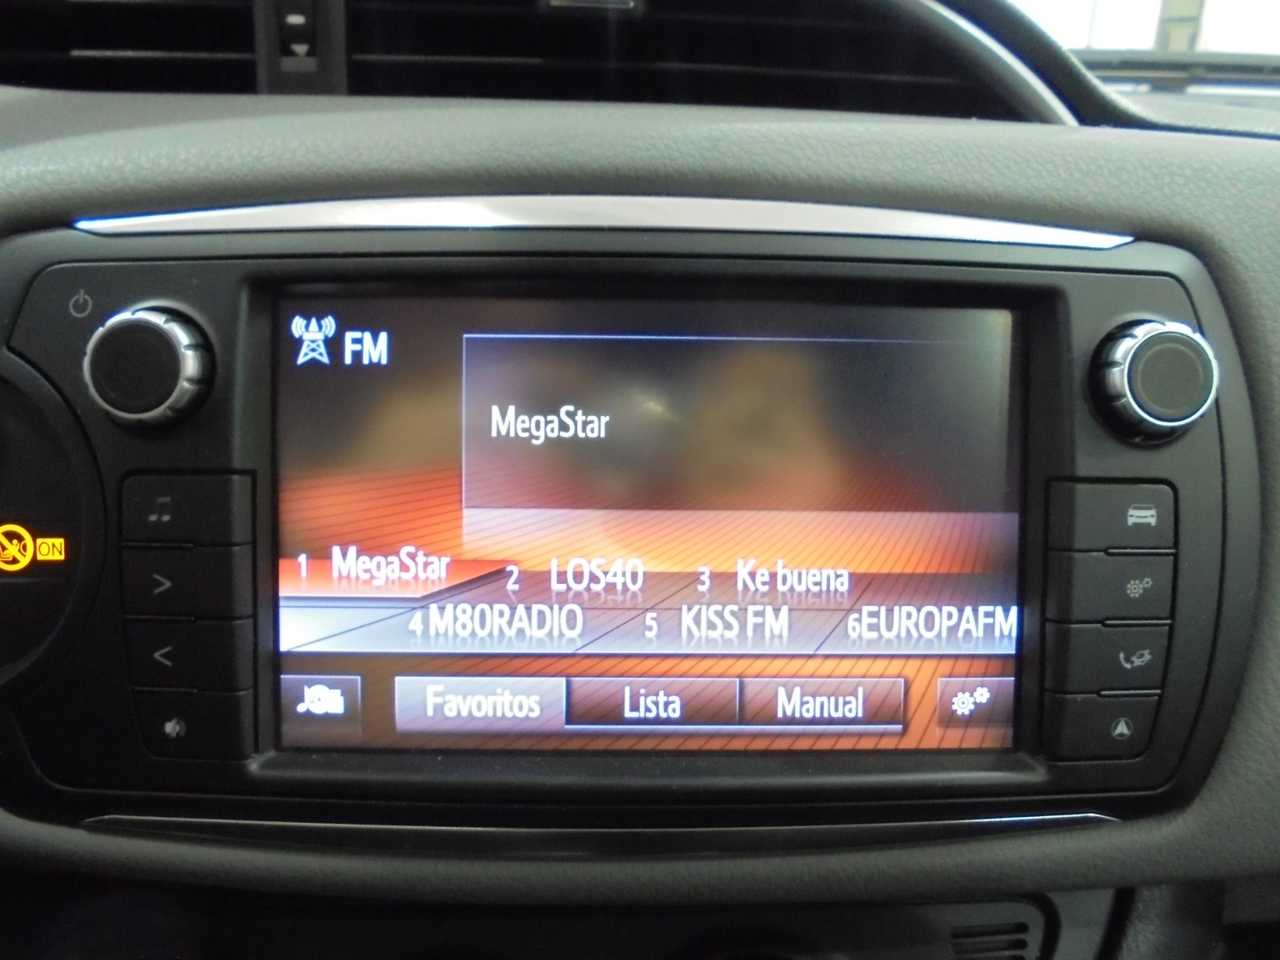 FM
MegaStar
1 MegaStar 2 LOS40 3 Ke buena
4 M80RADIO 5 KISS FM 6 EUROPAFM
ON
Favoritos Lista Manual